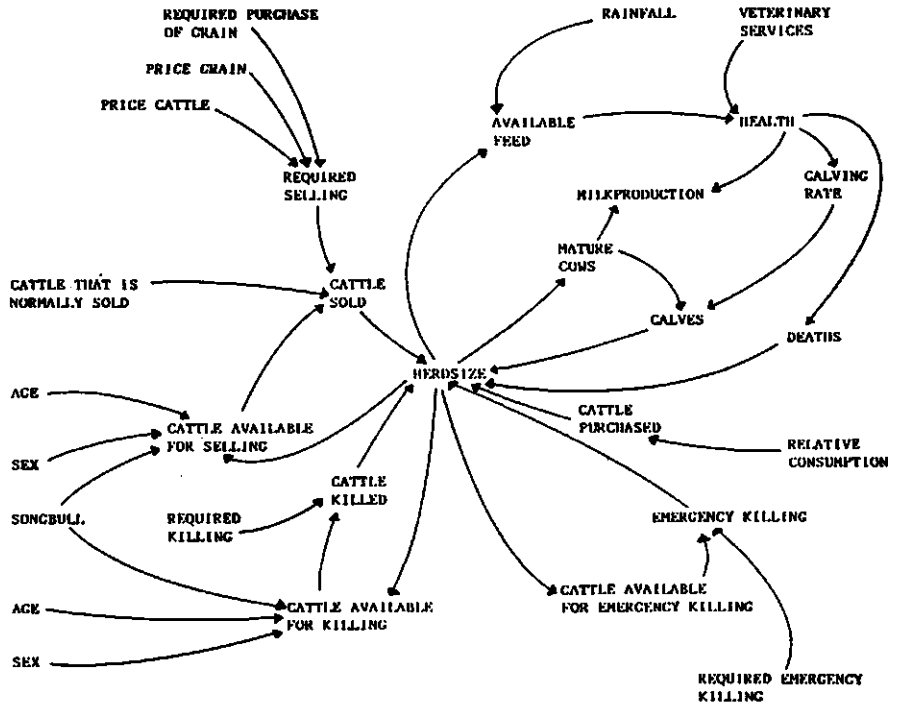 REQUIRED PURCHASE
OF GRAIN
RAINFALL
VETERINARY
SERVICES
PRICE GRAIN
PRICE CATTLE
AVAILABLE
FEED
HEALTH
REQUIRED
SELLING
MILKPRODUCTION
CALVING
RATE
MATURE
COWS
CATTLE THAT IS
NORMALLY SOLD
CATTLE
SOLD
CALVES
DEATHS
HERDSIZE
AGE
CATTLE AVAILABLE
FOR SELLING
CATTLE
PURCHASED
SEX
RELATIVE
CONSUMPTION
CATTLE
KILLED
SONGBULL
REQUIRED
KILLING
EMERGENCY KILLING
AGE
CATTLE AVAILABLE
FOR KILLING
CATTLE AVAILABLE
FOR EMERGENCY KILLING
SEX
REQUIRED EMERGENCY
KILLING